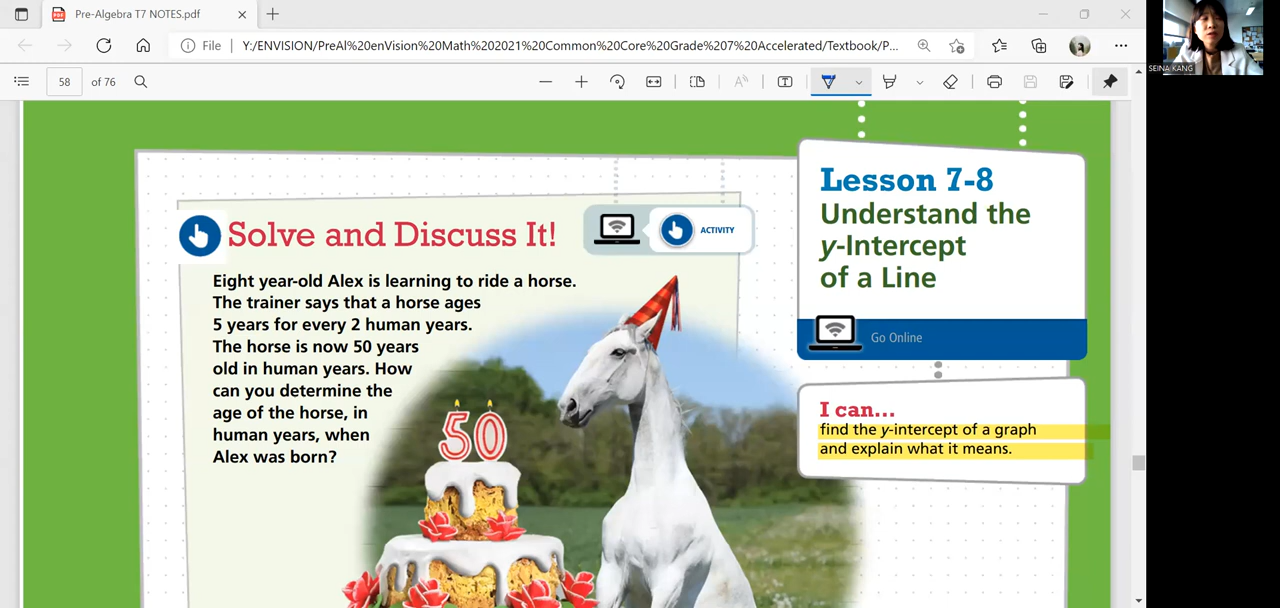 Pre-Algebra T7 NOTES.pdf
File
Y:/ENVISION/PreAl%20enVision%20Math%202021%20Common%20Core%20Grade%207%20Accelerated/Textbook/P...
58 of 76
SEINA KANG
Solve and Discuss It!
ACTIVITY
Eight year-old Alex is learning to ride a horse.
The trainer says that a horse ages
5 years for every 2 human years.
The horse is now 50 years
old in human years. How
can you determine the
age of the horse, in
human years, when
Alex was born?
50
Lesson 7-8
Understand the
y-Intercept
of a Line
Go Online
I can...
find the y-intercept of a graph
and explain what it means.